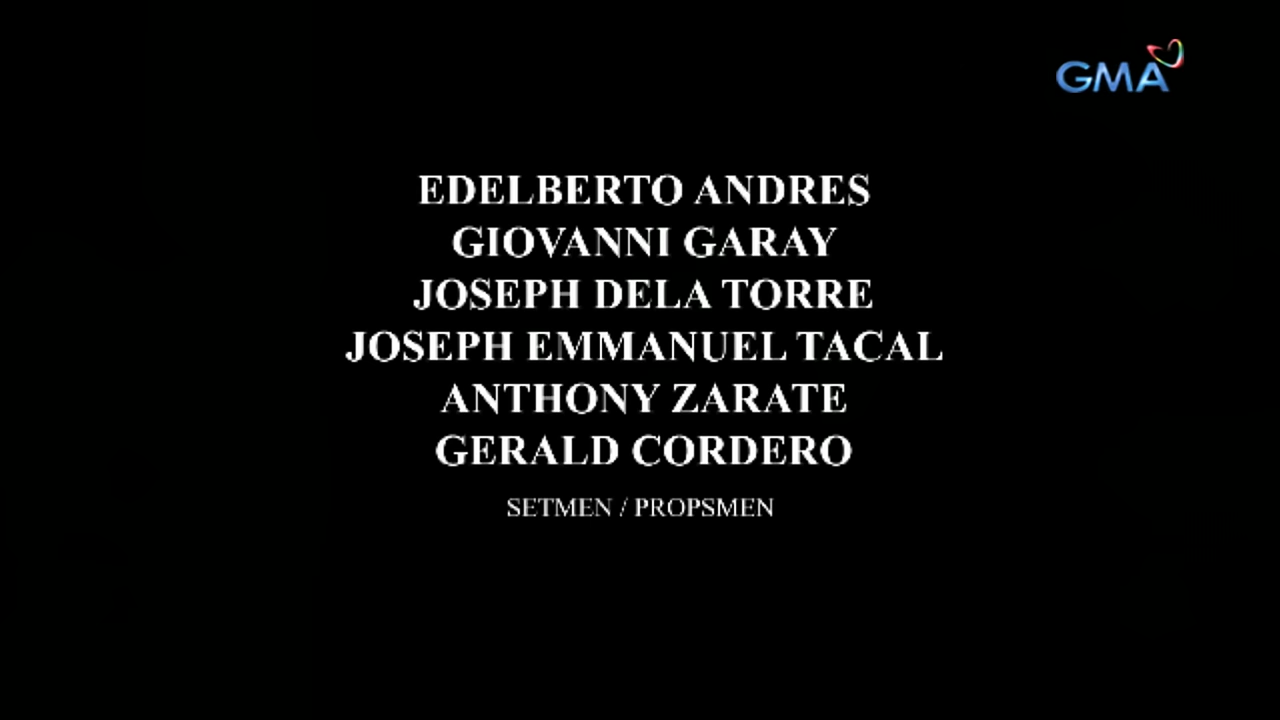 GMA
EDELBERTO ANDRES
GIOVANNI GARAY
JOSEPH DELA TORRE
JOSEPH EMMANUEL TACAL
ANTHONY ZARATE
GERALD CORDERO
SETMEN / PROPSMEN